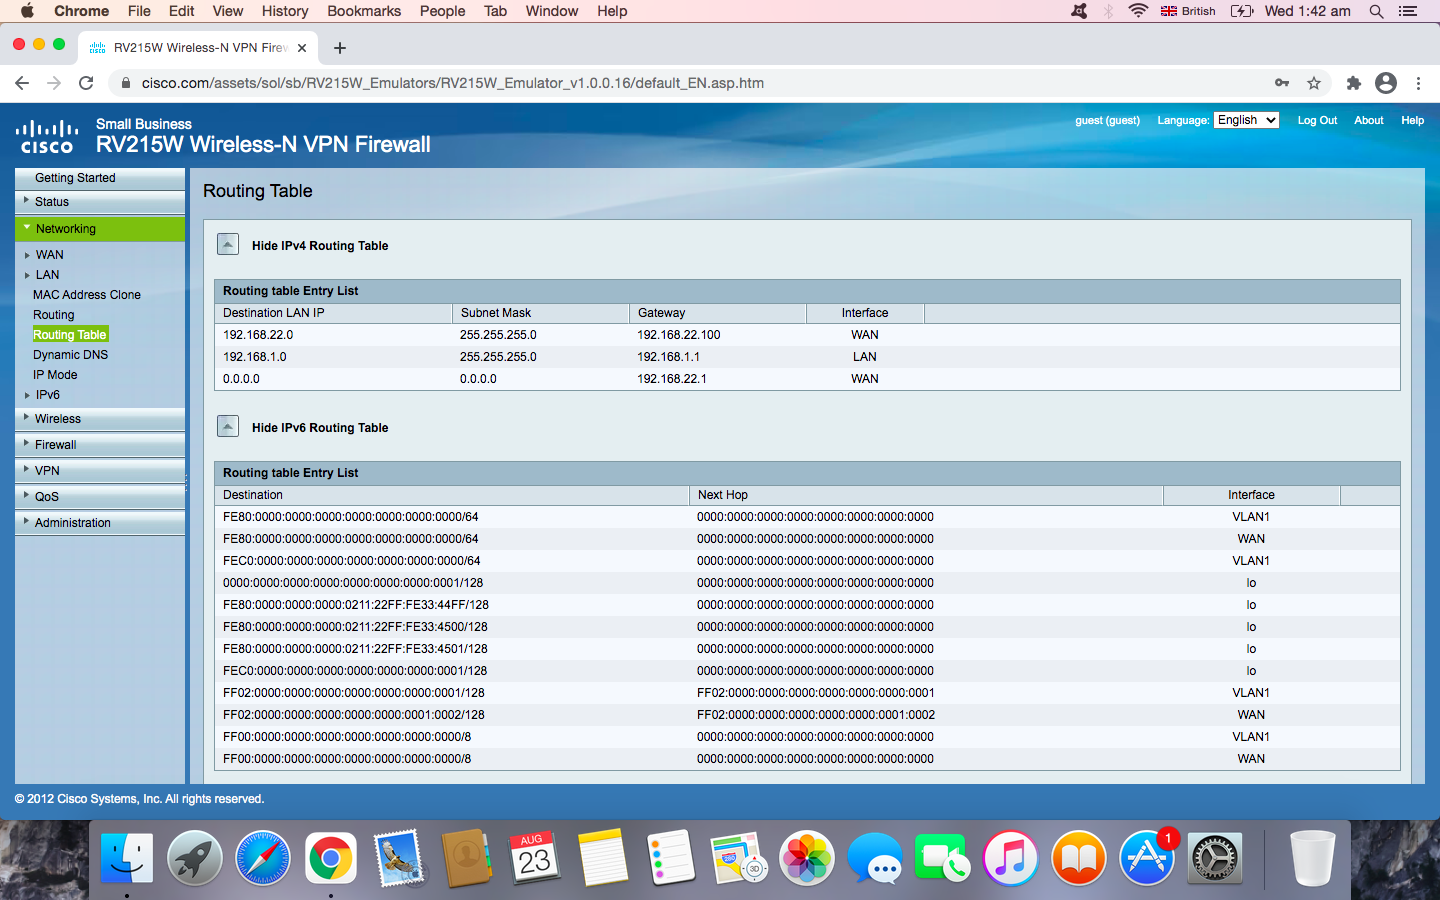 Chrome File Edit View History Bookmarks People Tab Window Help British Wed 1:42 am
RV215W Wireless-N VPN Firew
cisco.com/assets/sol/sb/RV215W_Emulators/RV215W_Emulator_v1.0.0.16/default_EN.asp.htm
Small Business
cisco RV215W Wireless-N VPN Firewall
guest (guest) Language: English Log Out About Help
Getting Started
Status
Networking
WAN
LAN
MAC Address Clone
Routing
Routing Table
Dynamic DNS
IP Mode
IPv6
Wireless
Firewall
VPN
QoS
Administration
Routing Table
Hide IPv4 Routing Table
Routing table Entry List
Destination LAN IP Subnet Mask Gateway Interface
192.168.22.0 255.255.255.0 192.168.22.100 WAN
192.168.1.0 255.255.255.0 192.168.1.1 LAN
0.0.0.0 0.0.0.0 192.168.22.1 WAN
Hide IPv6 Routing Table
Routing table Entry List
Destination Next Hop Interface
FE80:0000:0000:0000:0000:0000:0000:0000/64 0000:0000:0000:0000:0000:0000:0000:0000 VLAN1
FE80:0000:0000:0000:0000:0000:0000:0000/64 0000:0000:0000:0000:0000:0000:0000:0000 WAN
FEC0:0000:0000:0000:0000:0000:0000:0000/64 0000:0000:0000:0000:0000:0000:0000:0000 VLAN1
0000:0000:0000:0000:0000:0000:0000:0001/128 0000:0000:0000:0000:0000:0000:0000:0000 lo
FE80:0000:0000:0000:0211:22FF:FE33:44FF/128 0000:0000:0000:0000:0000:0000:0000:0000 lo
FE80:0000:0000:0000:0211:22FF:FE33:4500/128 0000:0000:0000:0000:0000:0000:0000:0000 lo
FE80:0000:0000:0000:0211:22FF:FE33:4501/128 0000:0000:0000:0000:0000:0000:0000:0000 lo
FEC0:0000:0000:0000:0000:0000:0000:0001/128 0000:0000:0000:0000:0000:0000:0000:0000 lo
FF02:0000:0000:0000:0000:0000:0000:0001/128 FF02:0000:0000:0000:0000:0000:0000:0001 VLAN1
FF02:0000:0000:0000:0000:0000:0001:0002/128 FF02:0000:0000:0000:0000:0000:0001:0002 WAN
FF00:0000:0000:0000:0000:0000:0000:0000/8 0000:0000:0000:0000:0000:0000:0000:0000 VLAN1
FF00:0000:0000:0000:0000:0000:0000:0000/8 0000:0000:0000:0000:0000:0000:0000:0000 WAN
© 2012 Cisco Systems, Inc. All rights reserved.
AUG
23
280
3D
1